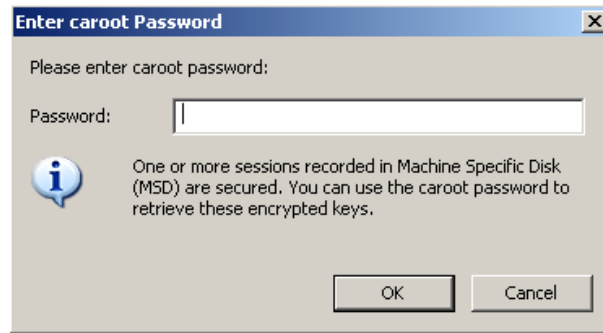 Enter caroot Password
Please enter caroot password:
Password:
One or more sessions recorded in Machine Specific Disk
(MSD) are secured. You can use the caroot password to
retrieve these encrypted keys.
OK
Cancel